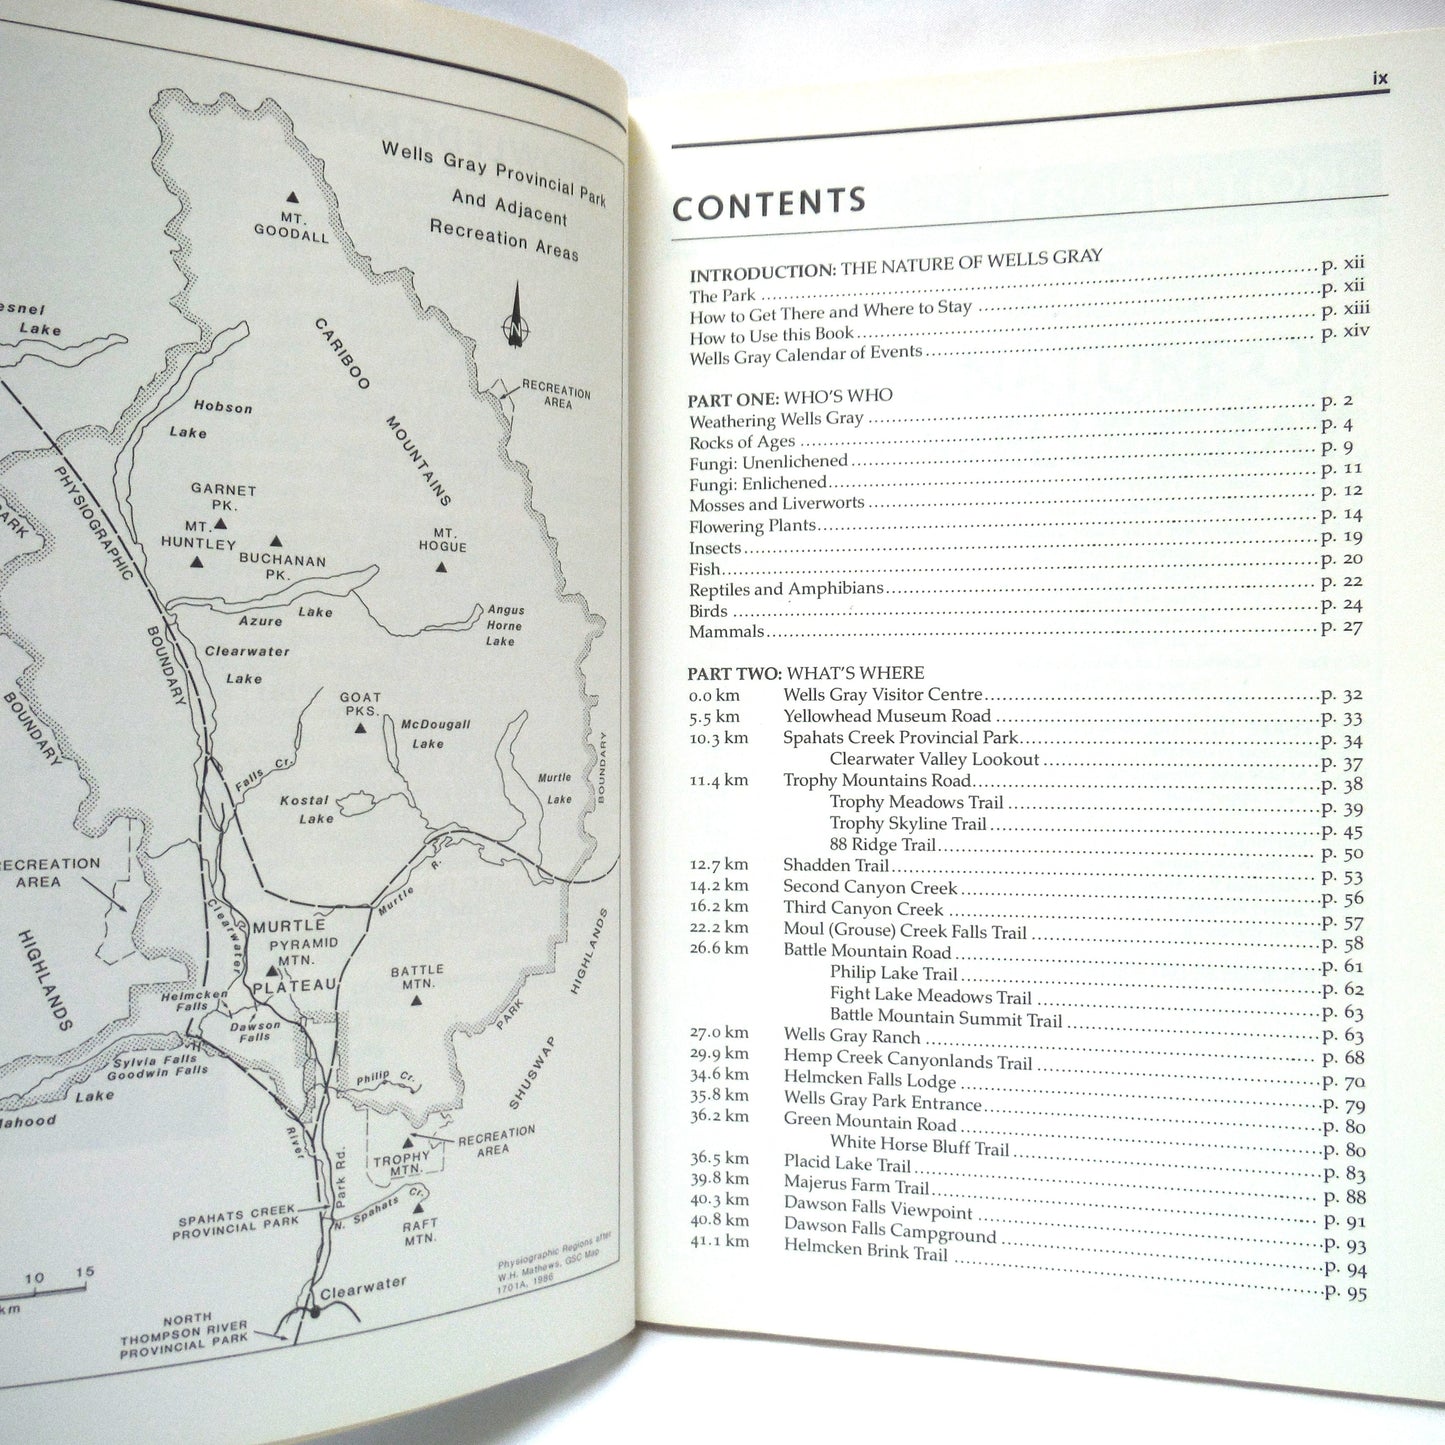 Wells Gray Provincial Park
And Adjacent
Recreation Areas
MT.
GOODALL
Lake
CARIBOO
MOUNTAINS
N
RECREATION
AREA
Hobson
Lake
PHYSIOGRAPHIC
BOUNDARY
GARNET
PK.
MT.
HUNTLEY
BUCHANAN
PK.
MT.
HOGUE
PARK
BOUNDARY
Azure Lake
Angus
Horne
Lake
Clearwater
Lake
GOAT
PKS.
McDougall
Lake
Falls Cr.
Kostal
Lake
Murtle
Lake
BOUNDARY
Murtle R.
RECREATION
AREA
HIGHLANDS
Clearwater
MURTLE
PYRAMID
MTN.
PLATEAU
BATTLE
MTN.
Helmcken
Falls
Dawson
Falls
PARK
HIGHLANDS
SHUSWAP
Sylvia Falls
Goodwin Falls
Lake
Mahood
Philip Cr.
River
RECREATION
AREA
TROPHY
MTN.
Park Rd.
SPAHATS CREEK
PROVINCIAL PARK
N. Spahats Cr.
RAFT
MTN.
Physiographic Regions after
W.H. Mathews, GSC Map
1701A, 1986
10 15
km
Clearwater
NORTH
THOMPSON RIVER
PROVINCIAL PARK
ix
CONTENTS
INTRODUCTION: THE NATURE OF WELLS GRAY
The Park p. xii
How to Get There and Where to Stay p. xii
How to Use this Book p. xiii
Wells Gray Calendar of Events p. xiv
PART ONE: WHO'S WHO
Weathering Wells Gray p. 2
Rocks of Ages p. 4
Fungi: Unenlichened p. 9
Fungi: Enlichened p. 11
Mosses and Liverworts p. 12
Flowering Plants p. 14
Insects p. 19
Fish p. 20
Reptiles and Amphibians p. 22
Birds p. 24
Mammals p. 27
PART TWO: WHAT'S WHERE
0.0 km Wells Gray Visitor Centre p. 32
5.5 km Yellowhead Museum Road p. 33
10.3 km Spahats Creek Provincial Park p. 34
Clearwater Valley Lookout p. 37
11.4 km Trophy Mountains Road p. 38
Trophy Meadows Trail p. 39
Trophy Skyline Trail p. 45
88 Ridge Trail p. 50
12.7 km Shadden Trail p. 53
14.2 km Second Canyon Creek p. 56
16.2 km Third Canyon Creek p. 57
22.2 km Moul (Grouse) Creek Falls Trail p. 58
26.6 km Battle Mountain Road p. 61
Philip Lake Trail p. 62
Fight Lake Meadows Trail p. 63
Battle Mountain Summit Trail p. 63
27.0 km Wells Gray Ranch p. 68
29.9 km Hemp Creek Canyonlands Trail p. 70
34.6 km Helmcken Falls Lodge p. 79
35.8 km Wells Gray Park Entrance p. 80
36.2 km Green Mountain Road p. 80
White Horse Bluff Trail p. 83
36.5 km Placid Lake Trail p. 88
39.8 km Majerus Farm Trail p. 91
40.3 km Dawson Falls Viewpoint p. 93
40.8 km Dawson Falls Campground p. 94
41.1 km Helmcken Brink Trail p. 95